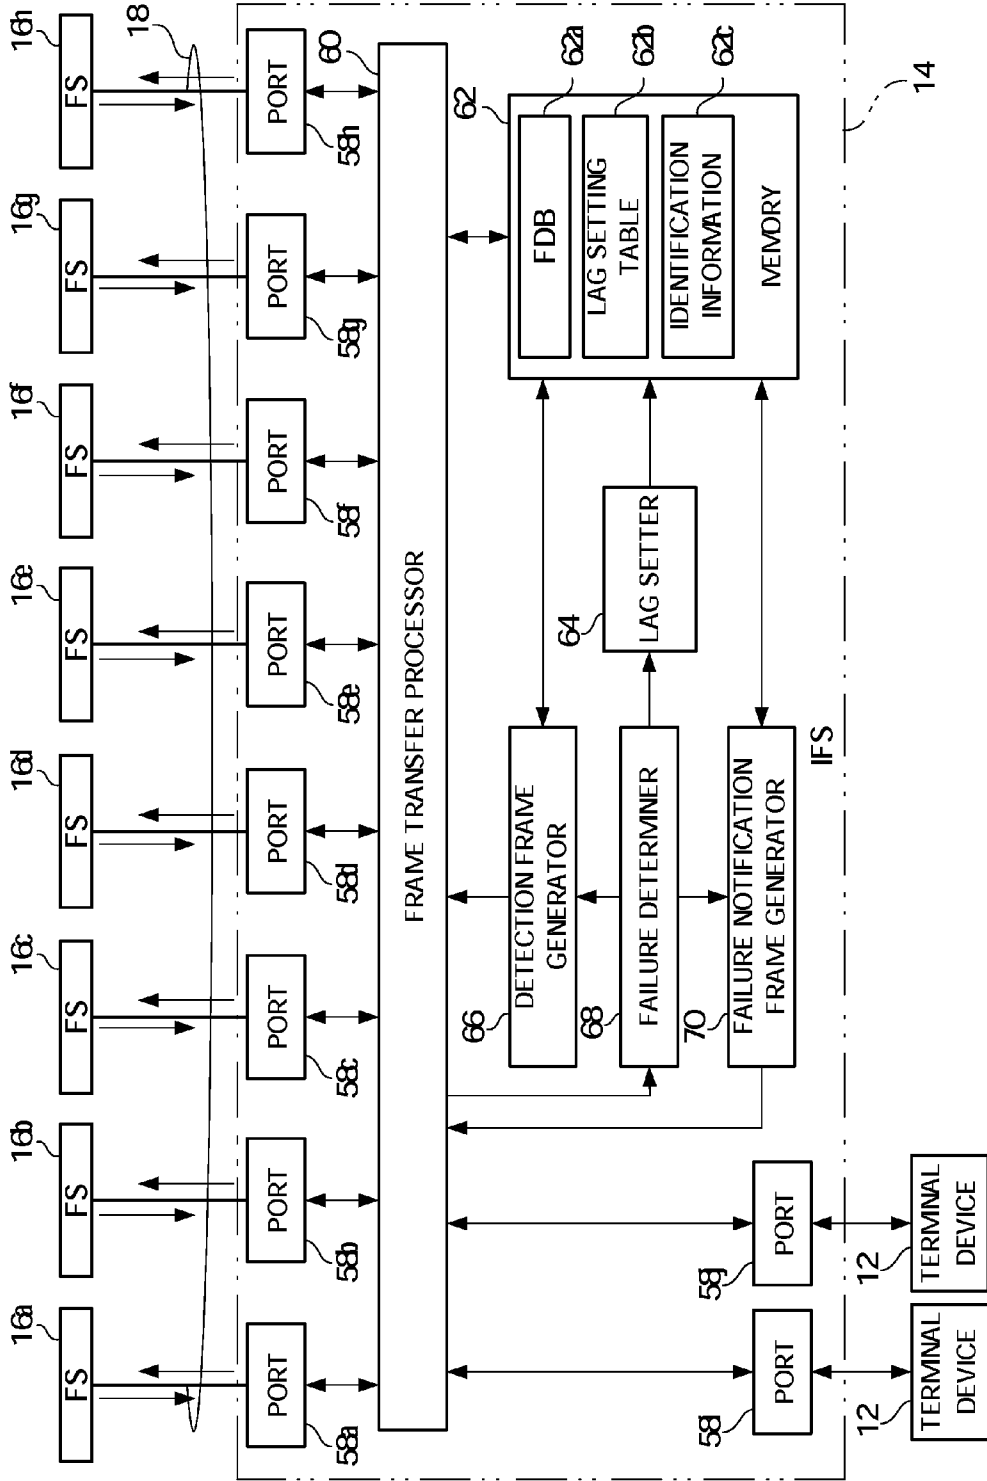 16a
16b
16c
16d
16e
16f
16g
16h
FS
FS
FS
FS
FS
FS
FS
FS
18
PORT
PORT
PORT
PORT
PORT
PORT
PORT
PORT
58a
58b
58c
58d
58e
58f
58g
58h
60
FRAME TRANSFER PROCESSOR
62
66
DETECTION FRAME
GENERATOR
FDB
62a
64
LAG SETTER
LAG SETTING
TABLE
62b
68
FAILURE DETERMINER
IDENTIFICATION
INFORMATION
62c
70
FAILURE NOTIFICATION
FRAME GENERATOR
MEMORY
58i
PORT
58j
PORT
IFS
14
12
TERMINAL
DEVICE
12
TERMINAL
DEVICE